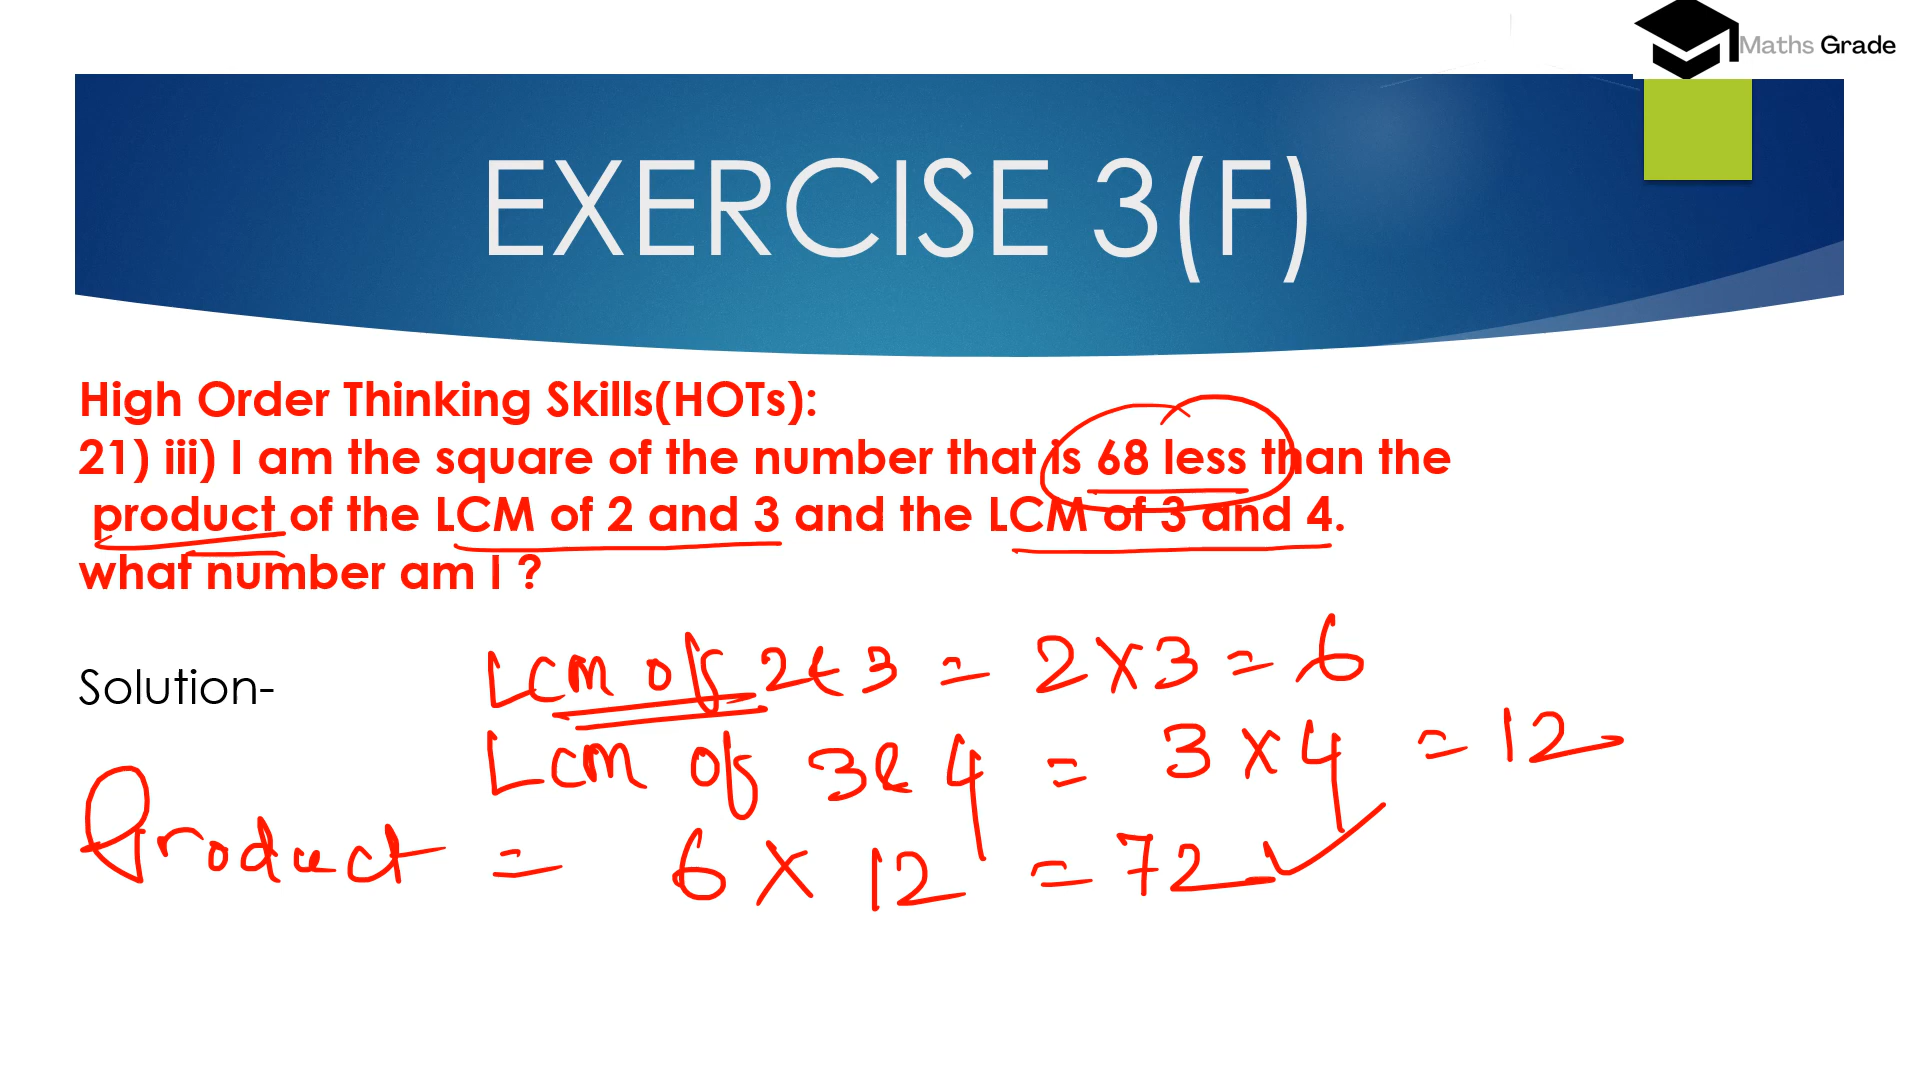 Maths Grade
EXERCISE 3(F)
High Order Thinking Skills(HOTs):
21) iii) I am the square of the number that is 68 less than the
product of the LCM of 2 and 3 and the LCM of 3 and 4.
what number am I ?
Solution-
Lcm of 2 & 3 = 2 × 3 = 6
Lcm of 3 & 4 = 3 × 4 = 12
Product = 6 × 12 = 72